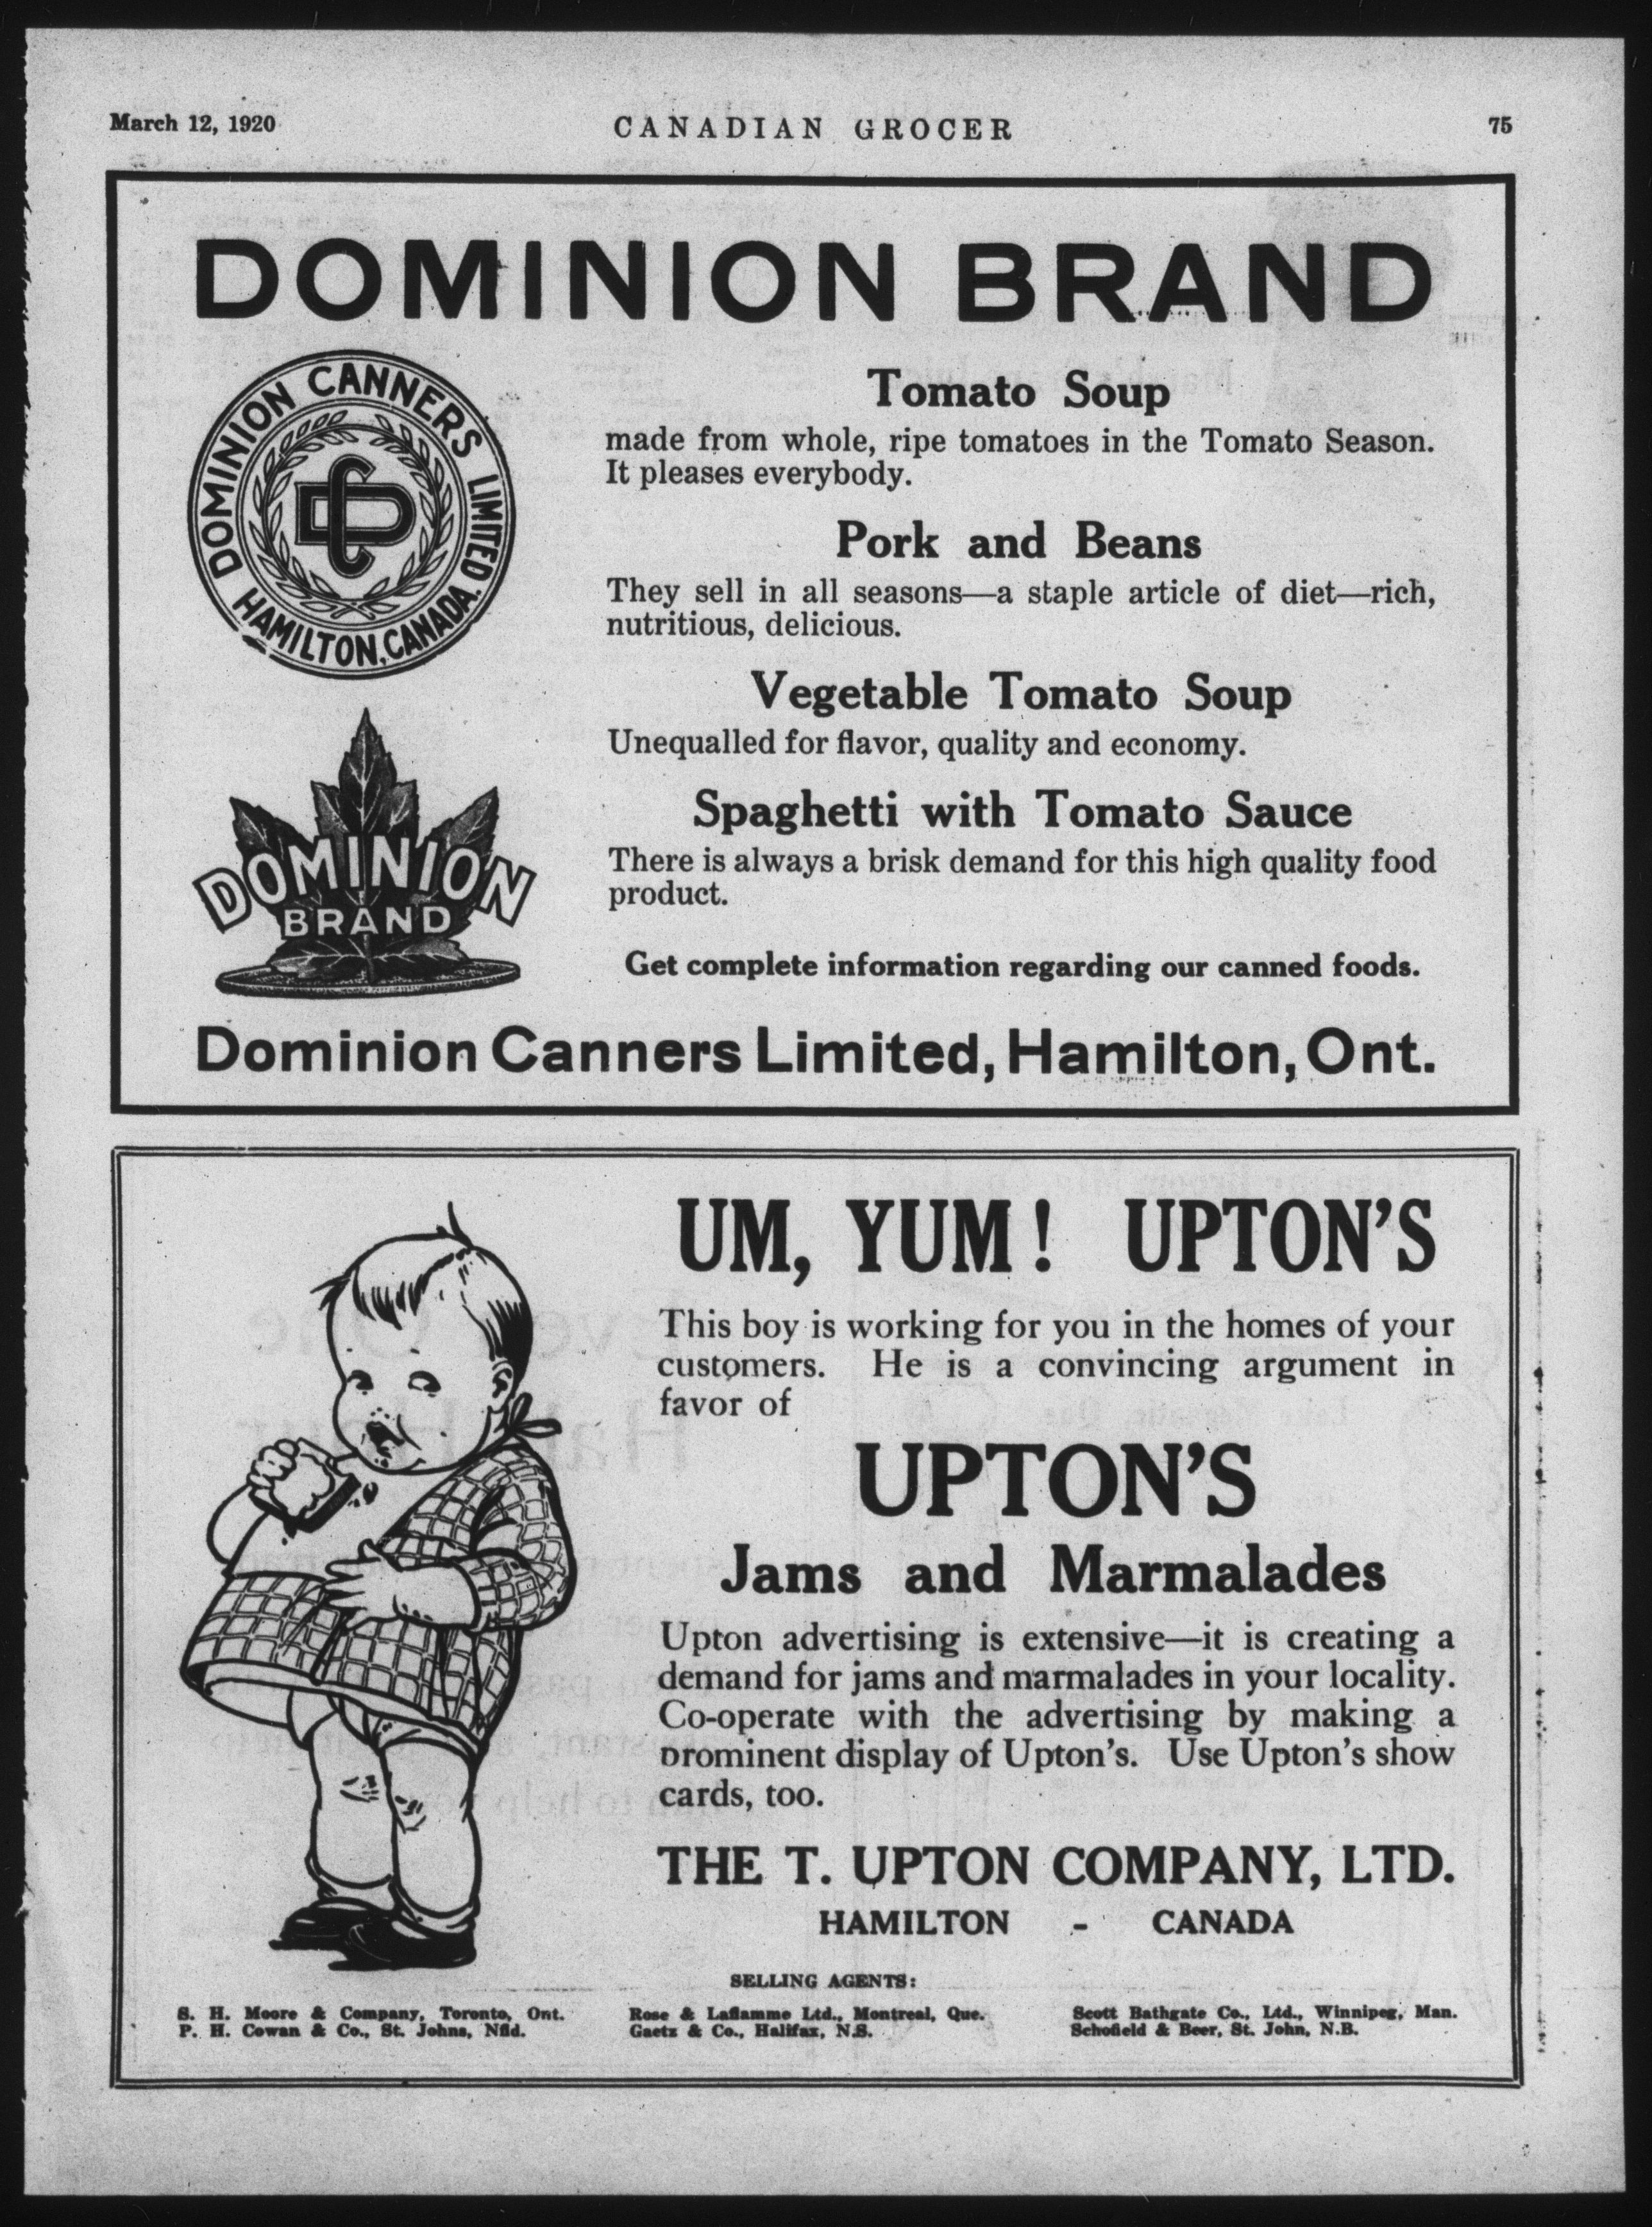 March 12, 1920
CANADIAN GROCER
75
DOMINION BRAND
DOMINION CANNERS LIMITED
HAMILTON, CANADA.
DC
DOMINION
BRAND
Tomato Soup
made from whole, ripe tomatoes in the Tomato Season.
It pleases everybody.
Pork and Beans
They sell in all seasons—a staple article of diet—rich,
nutritious, delicious.
Vegetable Tomato Soup
Unequalled for flavor, quality and economy.
Spaghetti with Tomato Sauce
There is always a brisk demand for this high quality food
product.
Get complete information regarding our canned foods.
Dominion Canners Limited, Hamilton, Ont.
UM, YUM! UPTON'S
This boy is working for you in the homes of your
customers. He is a convincing argument in
favor of
UPTON'S
Jams and Marmalades
Upton advertising is extensive—it is creating a
demand for jams and marmalades in your locality.
Co-operate with the advertising by making a
prominent display of Upton's. Use Upton's show
cards, too.
THE T. UPTON COMPANY, LTD.
HAMILTON - CANADA
SELLING AGENTS:
S. H. Moore & Company, Toronto, Ont.
P. H. Cowan & Co., St. Johns, Nfld.
Rose & Laflamme Ltd., Montreal, Que.
Gaetz & Co., Halifax, N.S.
Scott Bathgate Co., Ltd., Winnipeg, Man.
Schofield & Beer, St. John, N.B.